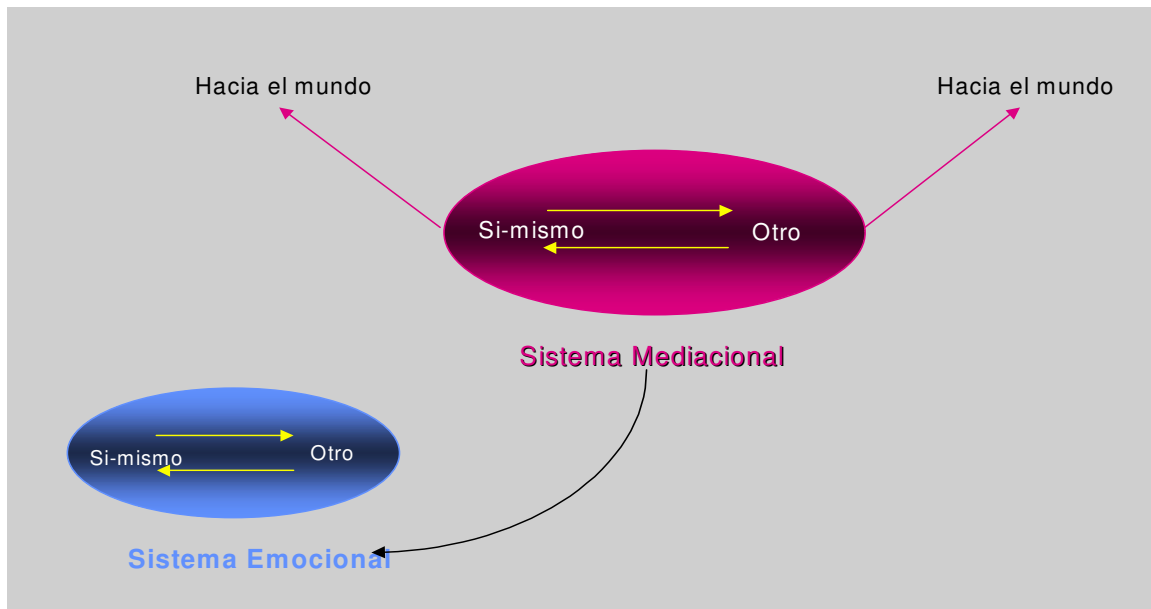 Hacia el mundo
Hacia el mundo
Si-mismo
Otro
Sistema Mediacional
Si-mismo
Otro
Sistema Emocional